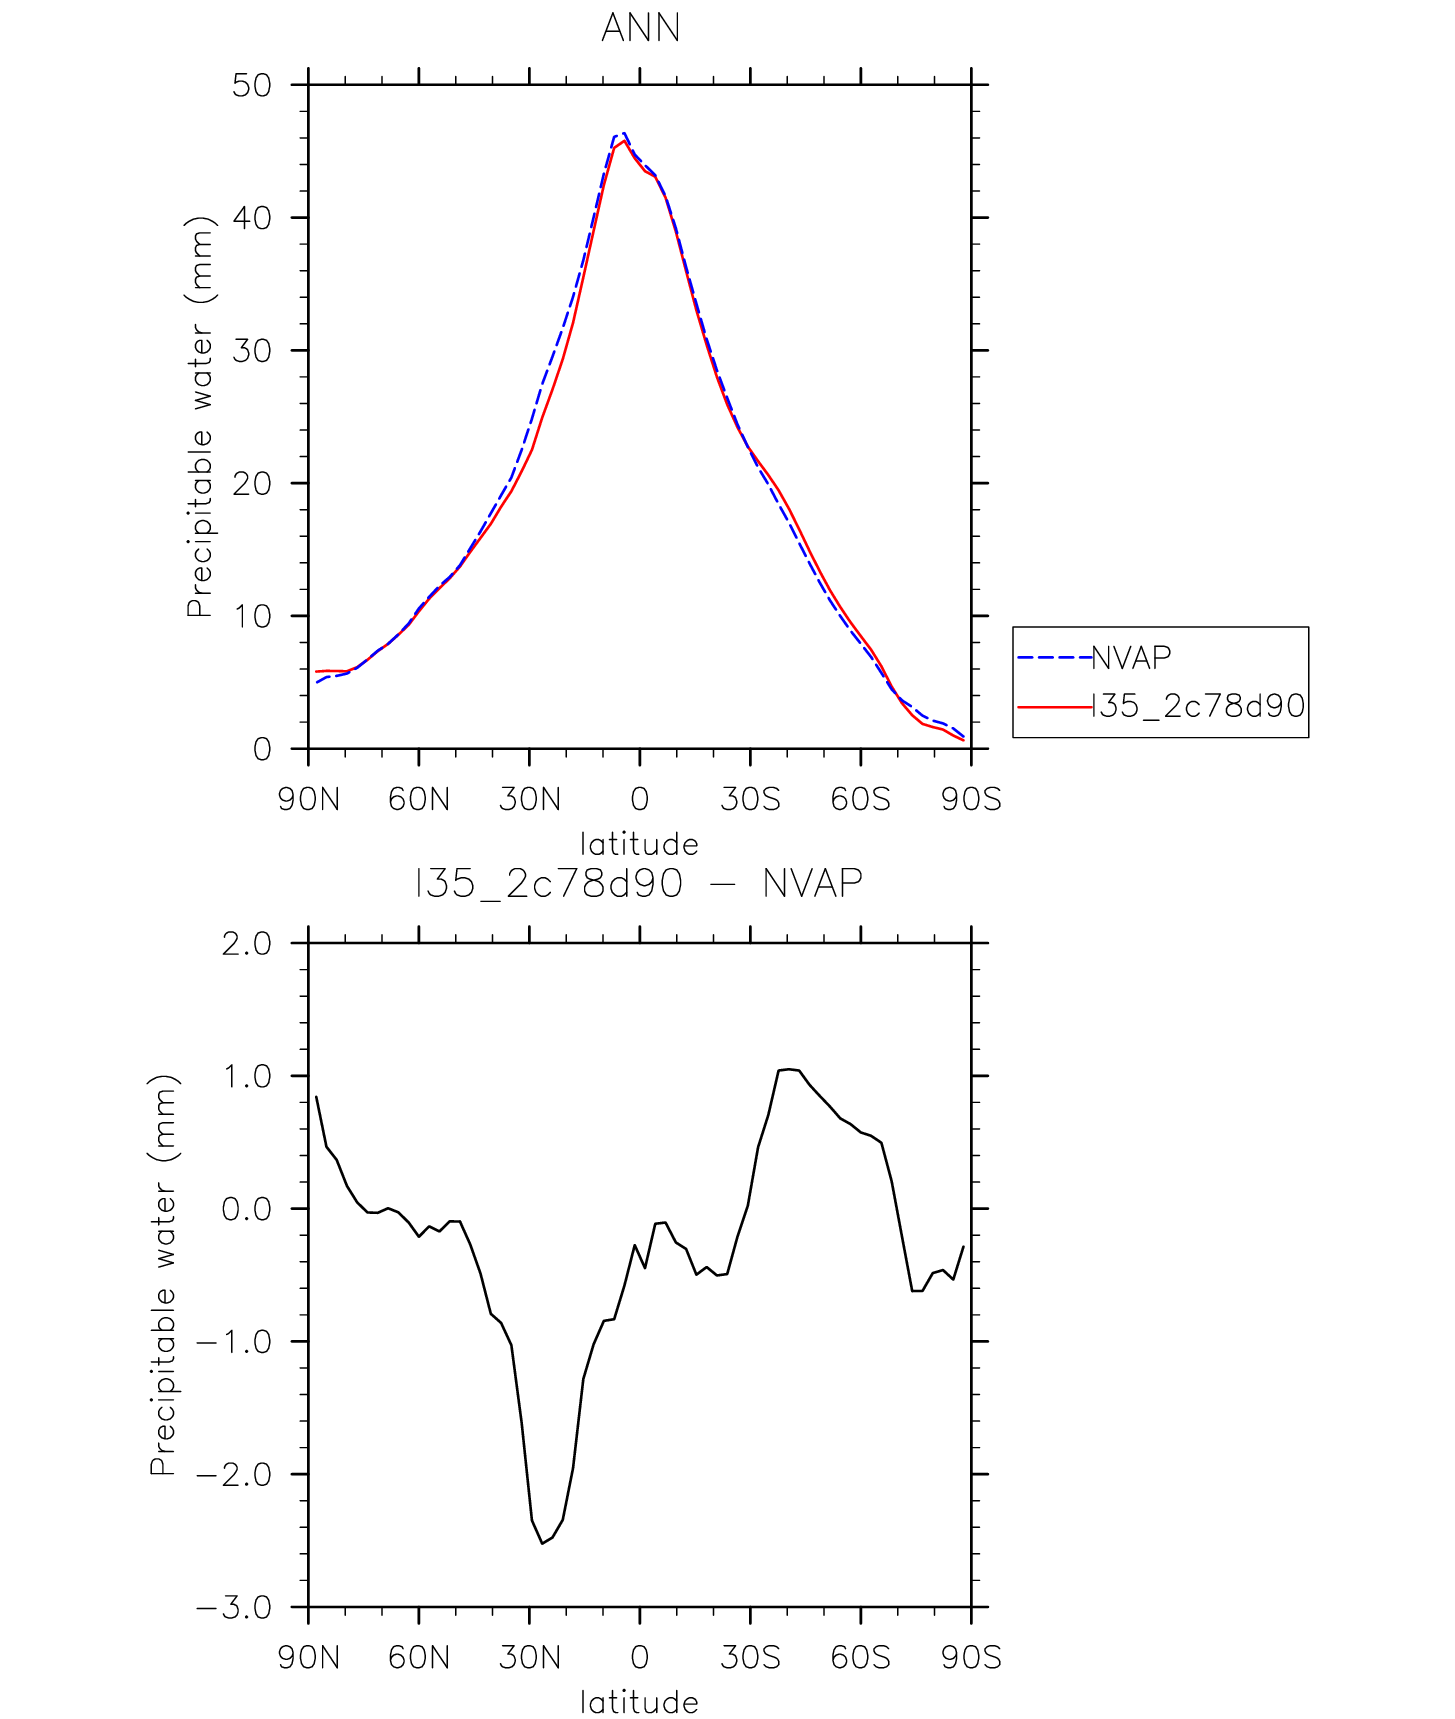 ANN
50
40
30
20
10
0
Precipitable water (mm)
90N 60N 30N 0 30S 60S 90S
latitude
NVAP
I35_2c78d90
I35_2c78d90 − NVAP
2.0
1.0
0.0
−1.0
−2.0
−3.0
Precipitable water (mm)
90N 60N 30N 0 30S 60S 90S
latitude